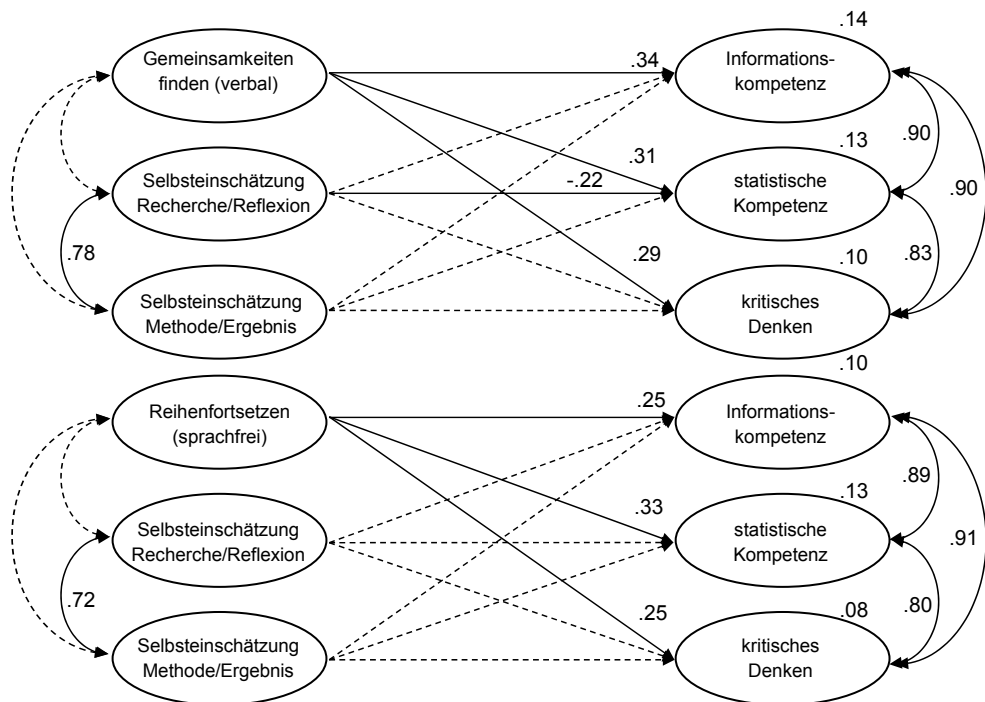 .14
Gemeinsamkeiten
finden (verbal)
.34
Informations-
kompetenz
.90
.13
.31
Selbsteinschätzung
Recherche/Reflexion
-.22
statistische
Kompetenz
.90
.78
.29
.10
.83
Selbsteinschätzung
Methode/Ergebnis
kritisches
Denken
.10
Reihenfortsetzen
(sprachfrei)
.25
Informations-
kompetenz
.89
.13
.33
Selbsteinschätzung
Recherche/Reflexion
statistische
Kompetenz
.91
.72
.25
.08
.80
Selbsteinschätzung
Methode/Ergebnis
kritisches
Denken